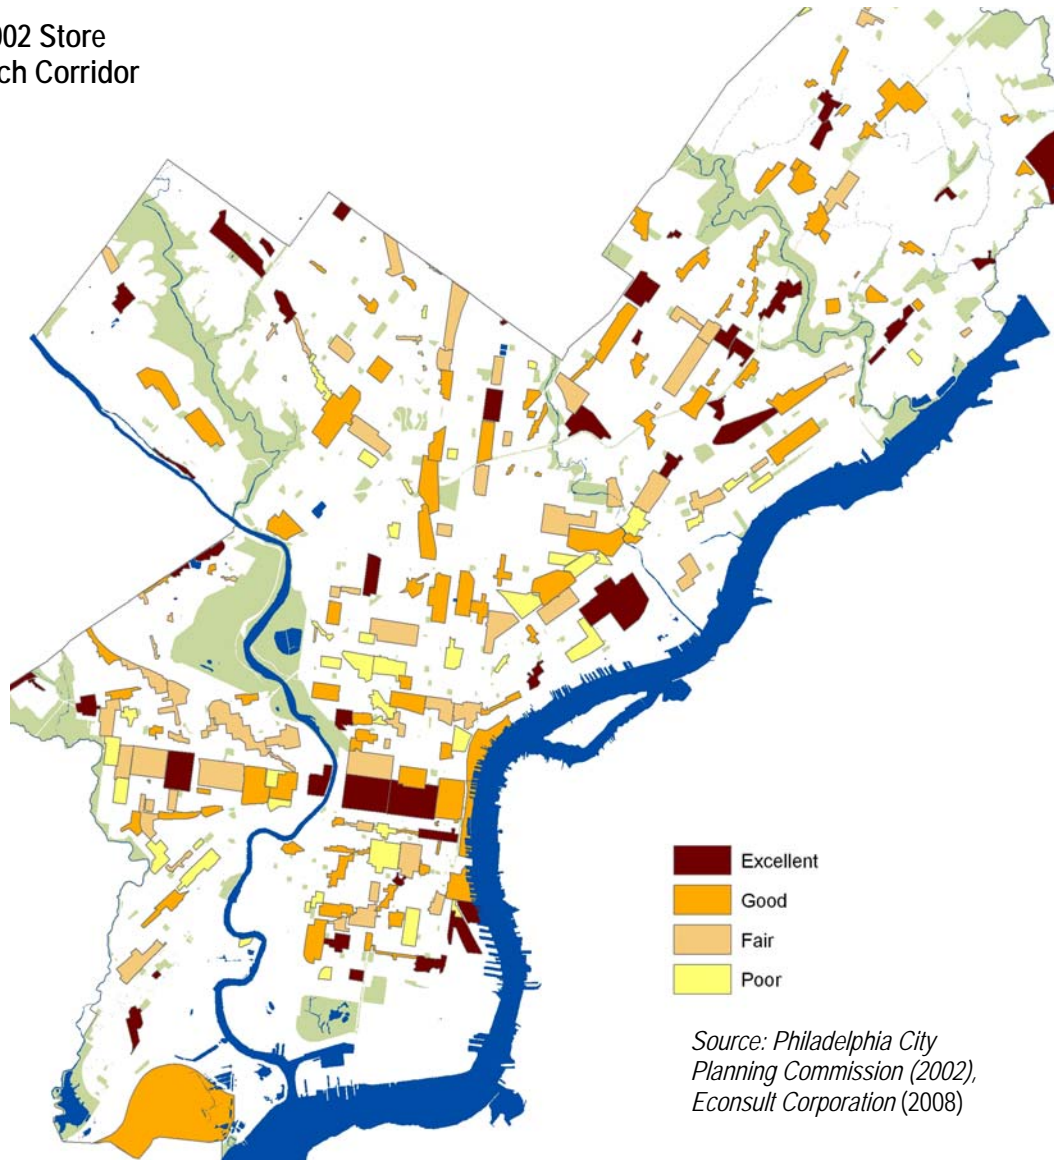 002 Store
ch Corridor
Excellent
Good
Fair
Poor
Source: Philadelphia City
Planning Commission (2002),
Econsult Corporation (2008)